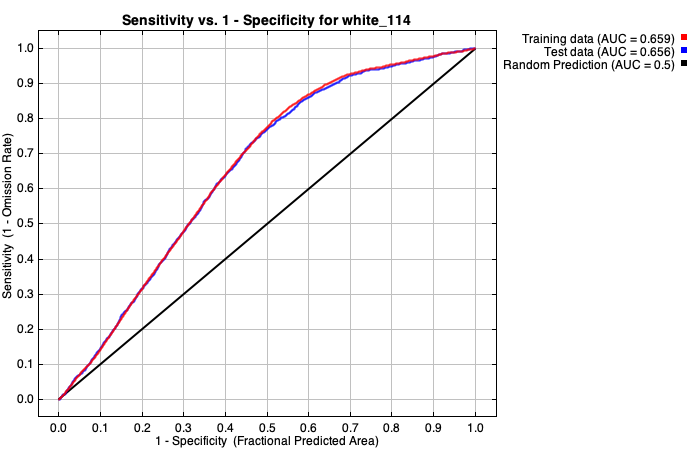 Sensitivity vs. 1 - Specificity for white_114
Training data (AUC = 0.659)
Test data (AUC = 0.656)
Random Prediction (AUC = 0.5)
Sensitivity (1 - Omission Rate)
1.0
0.9
0.8
0.7
0.6
0.5
0.4
0.3
0.2
0.1
0.0
0.0 0.1 0.2 0.3 0.4 0.5 0.6 0.7 0.8 0.9 1.0
1 - Specificity (Fractional Predicted Area)